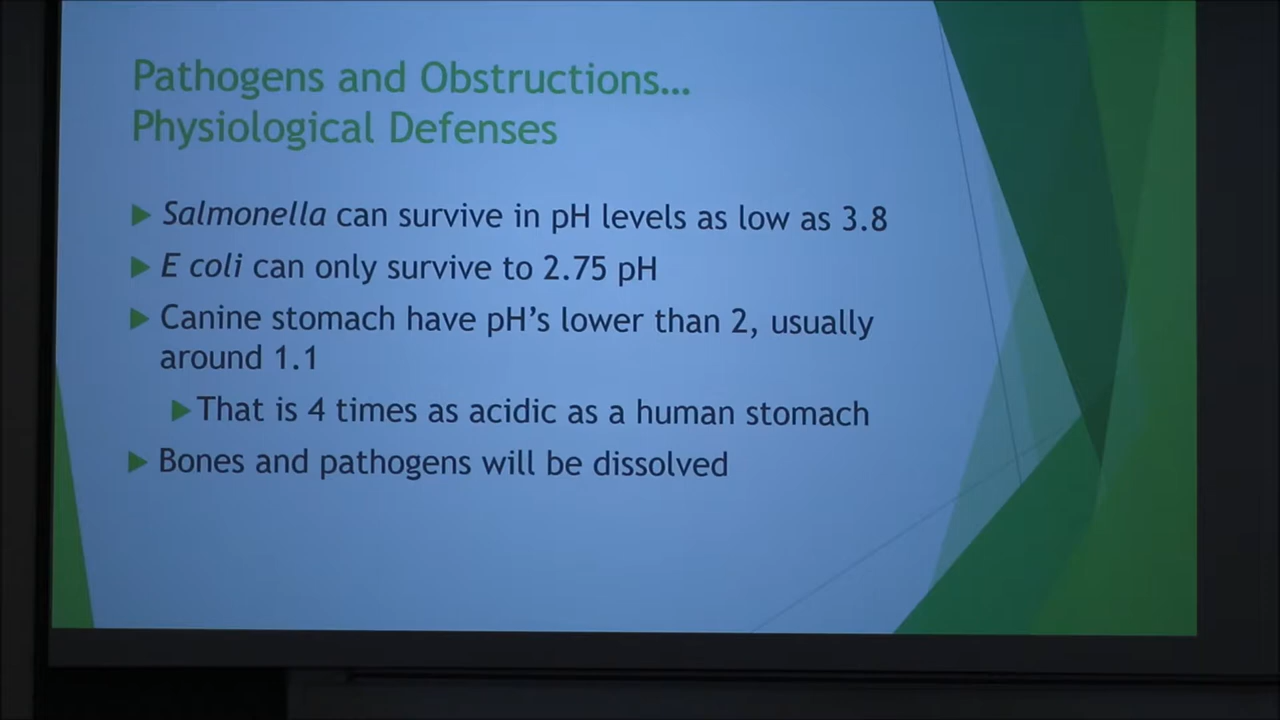 Pathogens and Obstructions…
Physiological Defenses
Salmonella can survive in pH levels as low as 3.8
E coli can only survive to 2.75 pH
Canine stomach have pH's lower than 2, usually
around 1.1
That is 4 times as acidic as a human stomach
Bones and pathogens will be dissolved